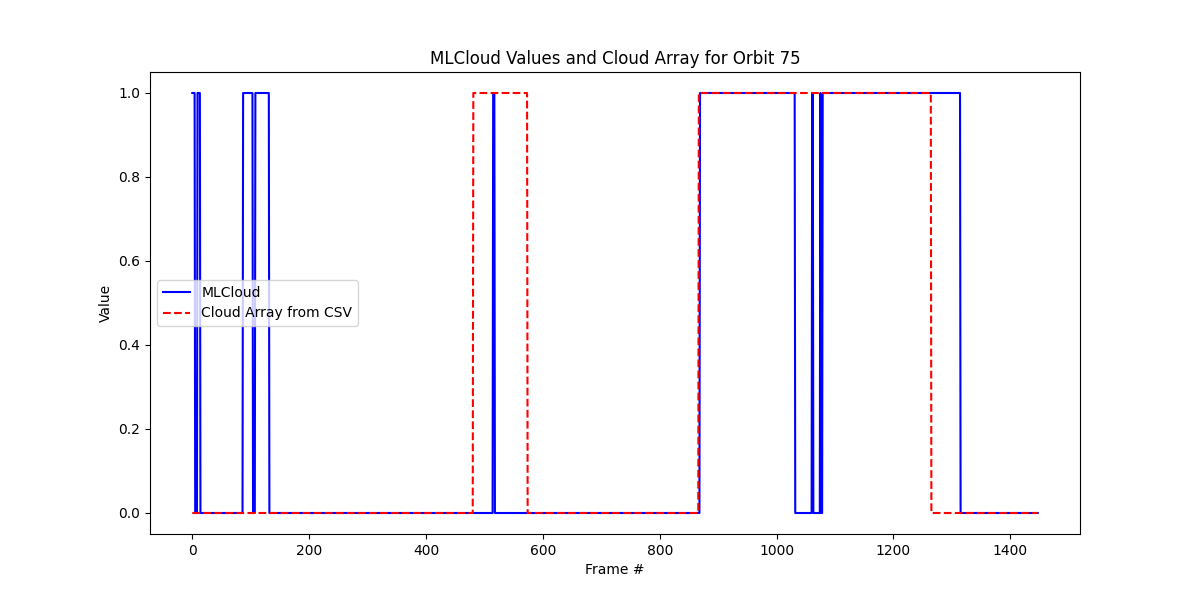 MLCloud Values and Cloud Array for Orbit 75
1.0
0.8
0.6
0.4
0.2
0.0
Value
MLCloud
Cloud Array from CSV
0 200 400 600 800 1000 1200 1400
Frame #